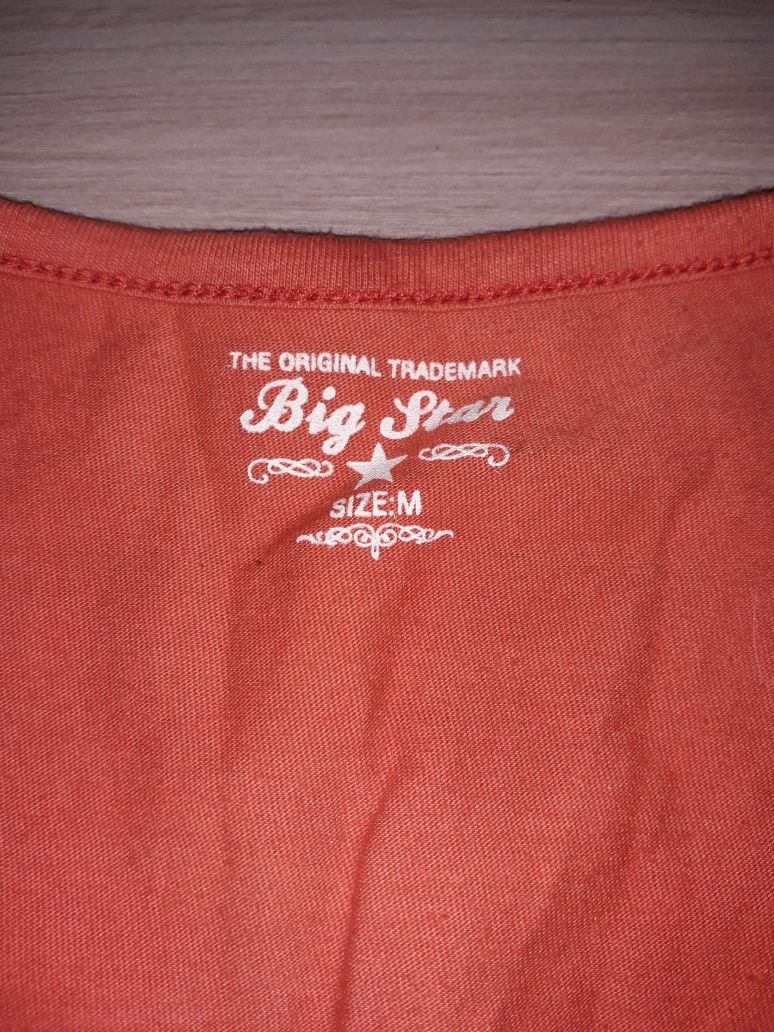 THE ORIGINAL TRADEMARK
Big Star
SIZE:M